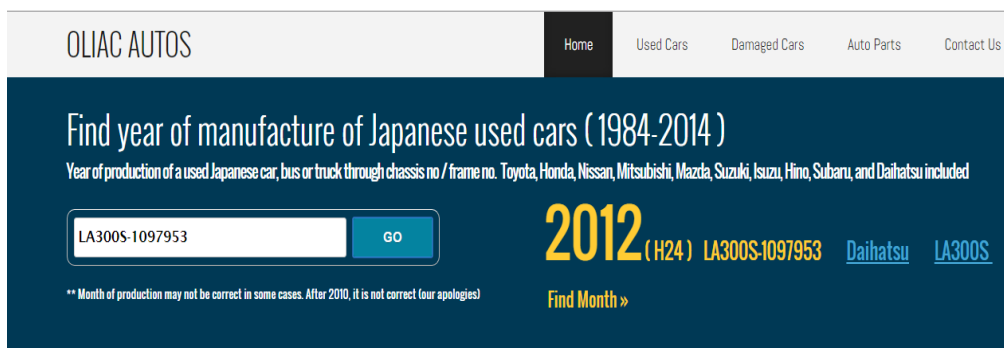 OLIAC AUTOS
Home Used Cars Damaged Cars Auto Parts Contact Us
Find year of manufacture of Japanese used cars ( 1984-2014 )
Year of production of a used Japanese car, bus or truck through chassis no / frame no. Toyota, Honda, Nissan, Mitsubishi, Mazda, Suzuki, Isuzu, Hino, Subaru, and Daihatsu included
LA300S-1097953 GO
2012 ( H24 ) LA300S-1097953 Daihatsu LA300S
** Month of production may not be correct in some cases. After 2010, it is not correct (our apologies)
Find Month »